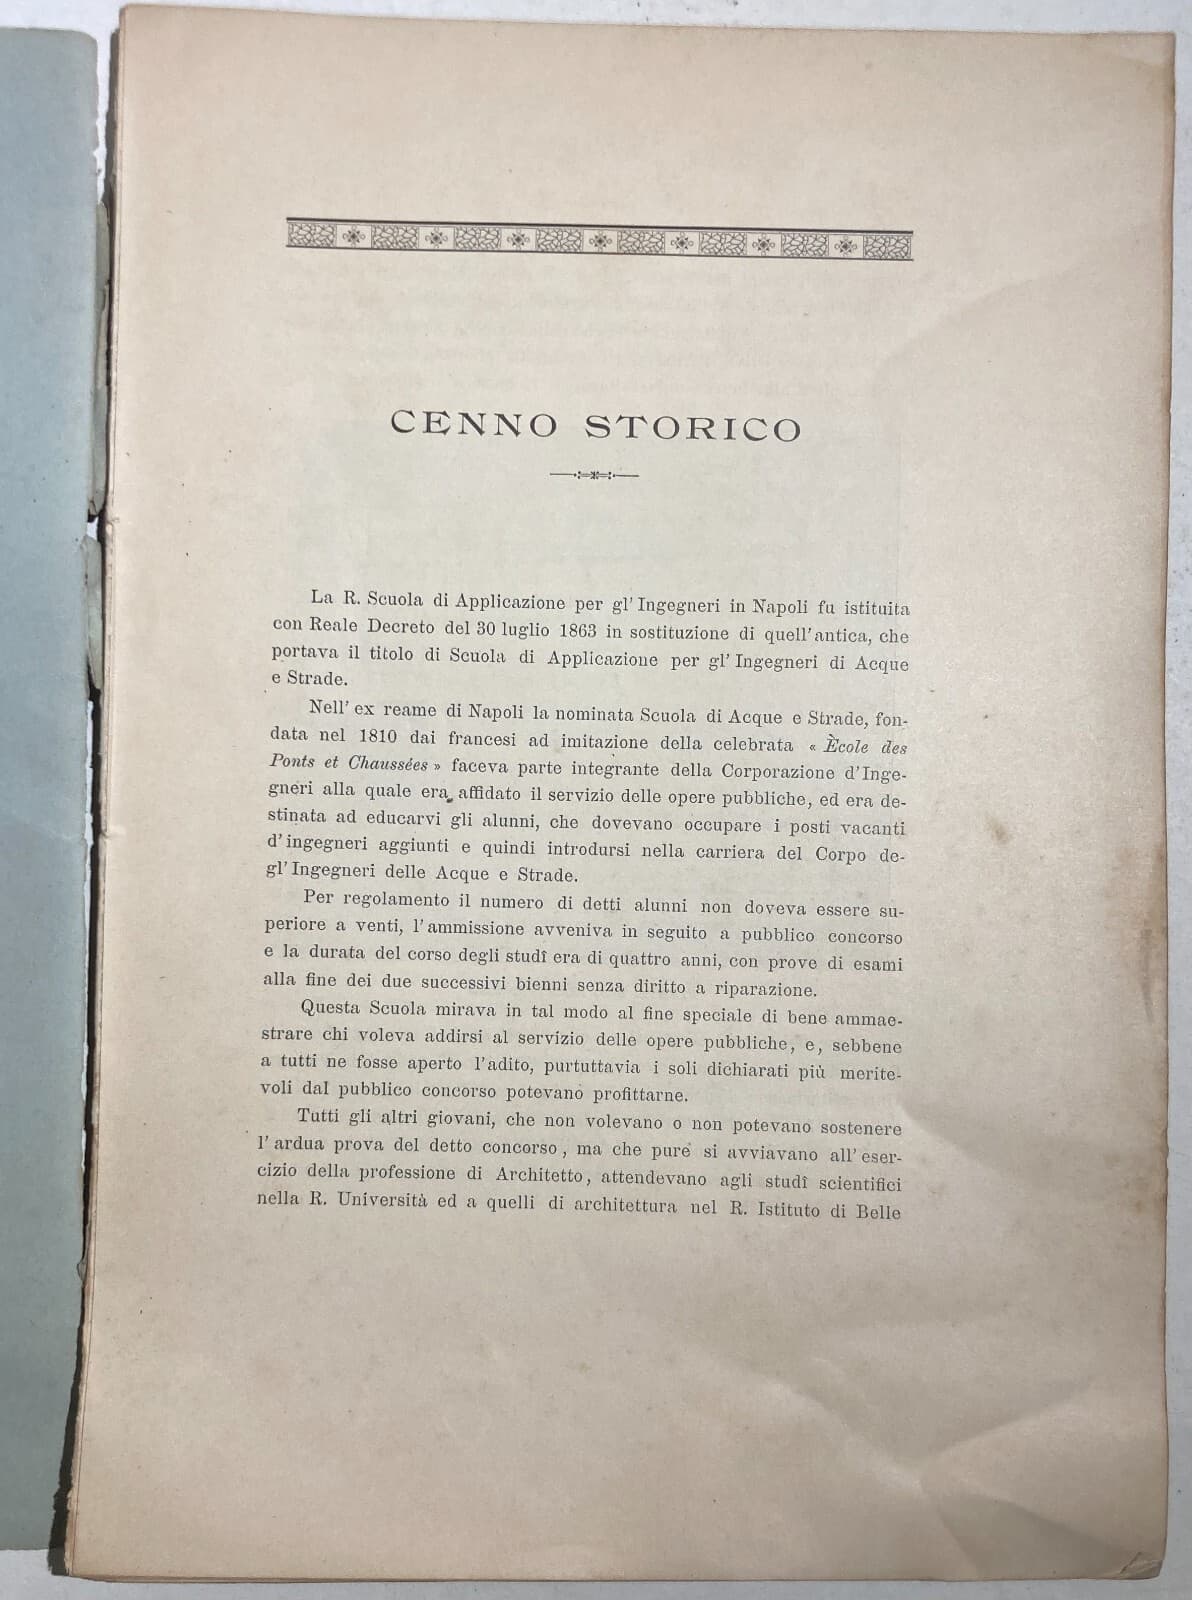 CENNO STORICO
La R. Scuola di Applicazione per gl' Ingegneri in Napoli fu istituita
con Reale Decreto del 30 luglio 1863 in sostituzione di quell' antica, che
portava il titolo di Scuola di Applicazione per gl' Ingegneri di Acque
e Strade.
Nell' ex reame di Napoli la nominata Scuola di Acque e Strade, fon-
data nel 1810 dai francesi ad imitazione della celebrata « Ècole des
Ponts et Chaussées » faceva parte integrante della Corporazione d' Inge-
gneri alla quale era affidato il servizio delle opere pubbliche, ed era de-
stinata ad educarvi gli alunni, che dovevano occupare i posti vacanti
d' ingegneri aggiunti e quindi introdursi nella carriera del Corpo de-
gl' Ingegneri delle Acque e Strade.
Per regolamento il numero di detti alunni non doveva essere su-
periore a venti, l' ammissione avveniva in seguito a pubblico concorso
e la durata del corso degli studî era di quattro anni, con prove di esami
alla fine dei due successivi bienni senza diritto a riparazione.
Questa Scuola mirava in tal modo al fine speciale di bene ammae-
strare chi voleva addirsi al servizio delle opere pubbliche, e, sebbene
a tutti ne fosse aperto l' adito, purtuttavia i soli dichiarati più merite-
voli dal pubblico concorso potevano profittarne.
Tutti gli altri giovani, che non volevano o non potevano sostenere
l' ardua prova del detto concorso, ma che pure si avviavano all' eser-
cizio della professione di Architetto, attendevano agli studî scientifici
nella R. Università ed a quelli di architettura nel R. Istituto di Belle